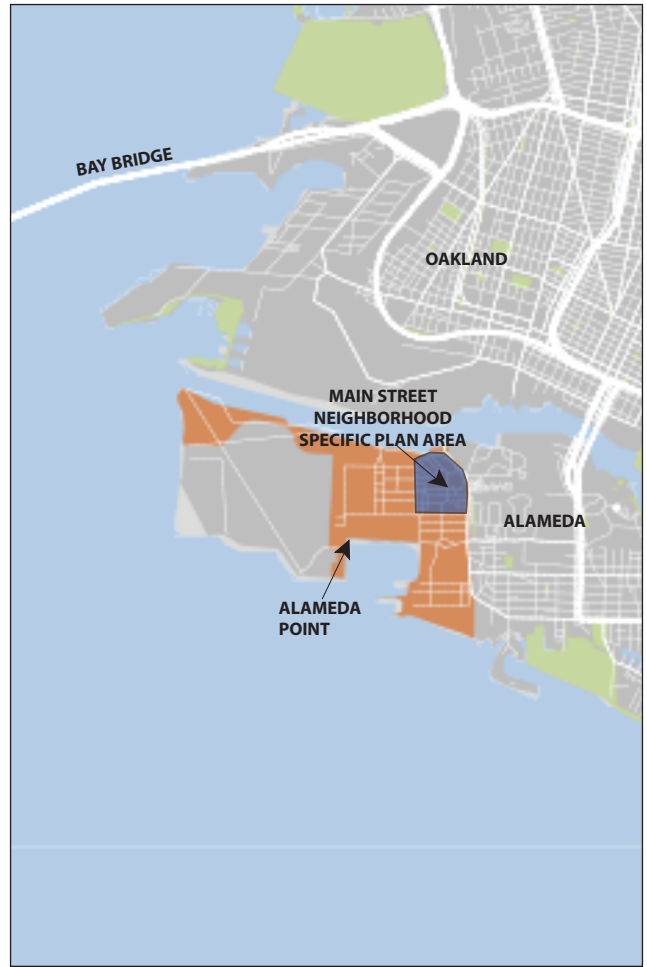 BAY BRIDGE
OAKLAND
MAIN STREET
NEIGHBORHOOD
SPECIFIC PLAN AREA
ALAMEDA
ALAMEDA
POINT